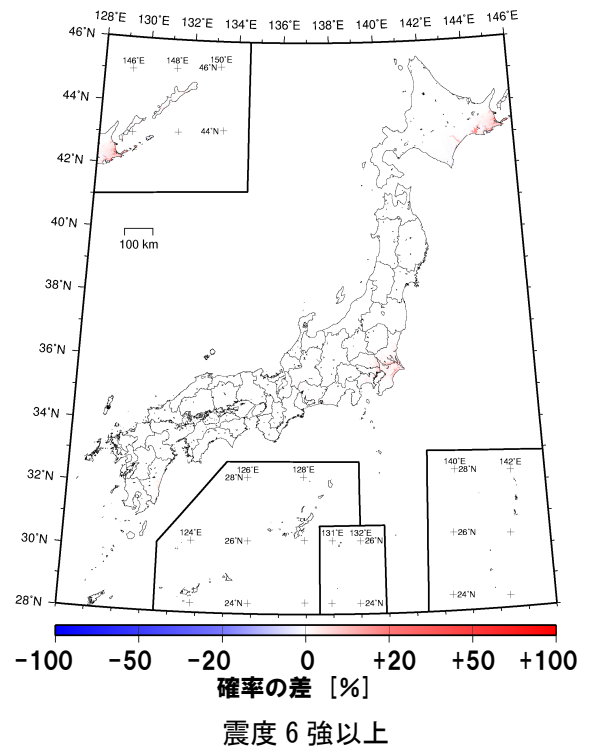 128°E 130°E 132°E 134°E 136°E 138°E 140°E 142°E 144°E 146°E
46°N
146°E 148°E 150°E
46°N
44°N
44°N
42°N
40°N
100 km
38°N
36°N
34°N
32°N
126°E 128°E
28°N
140°E 142°E
28°N
30°N
124°E
26°N
131°E 132°E
26°N
26°N
28°N
24°N
24°N
24°N
-100 -50 -20 0 +20 +50 +100
確率の差 [%]
震度6強以上